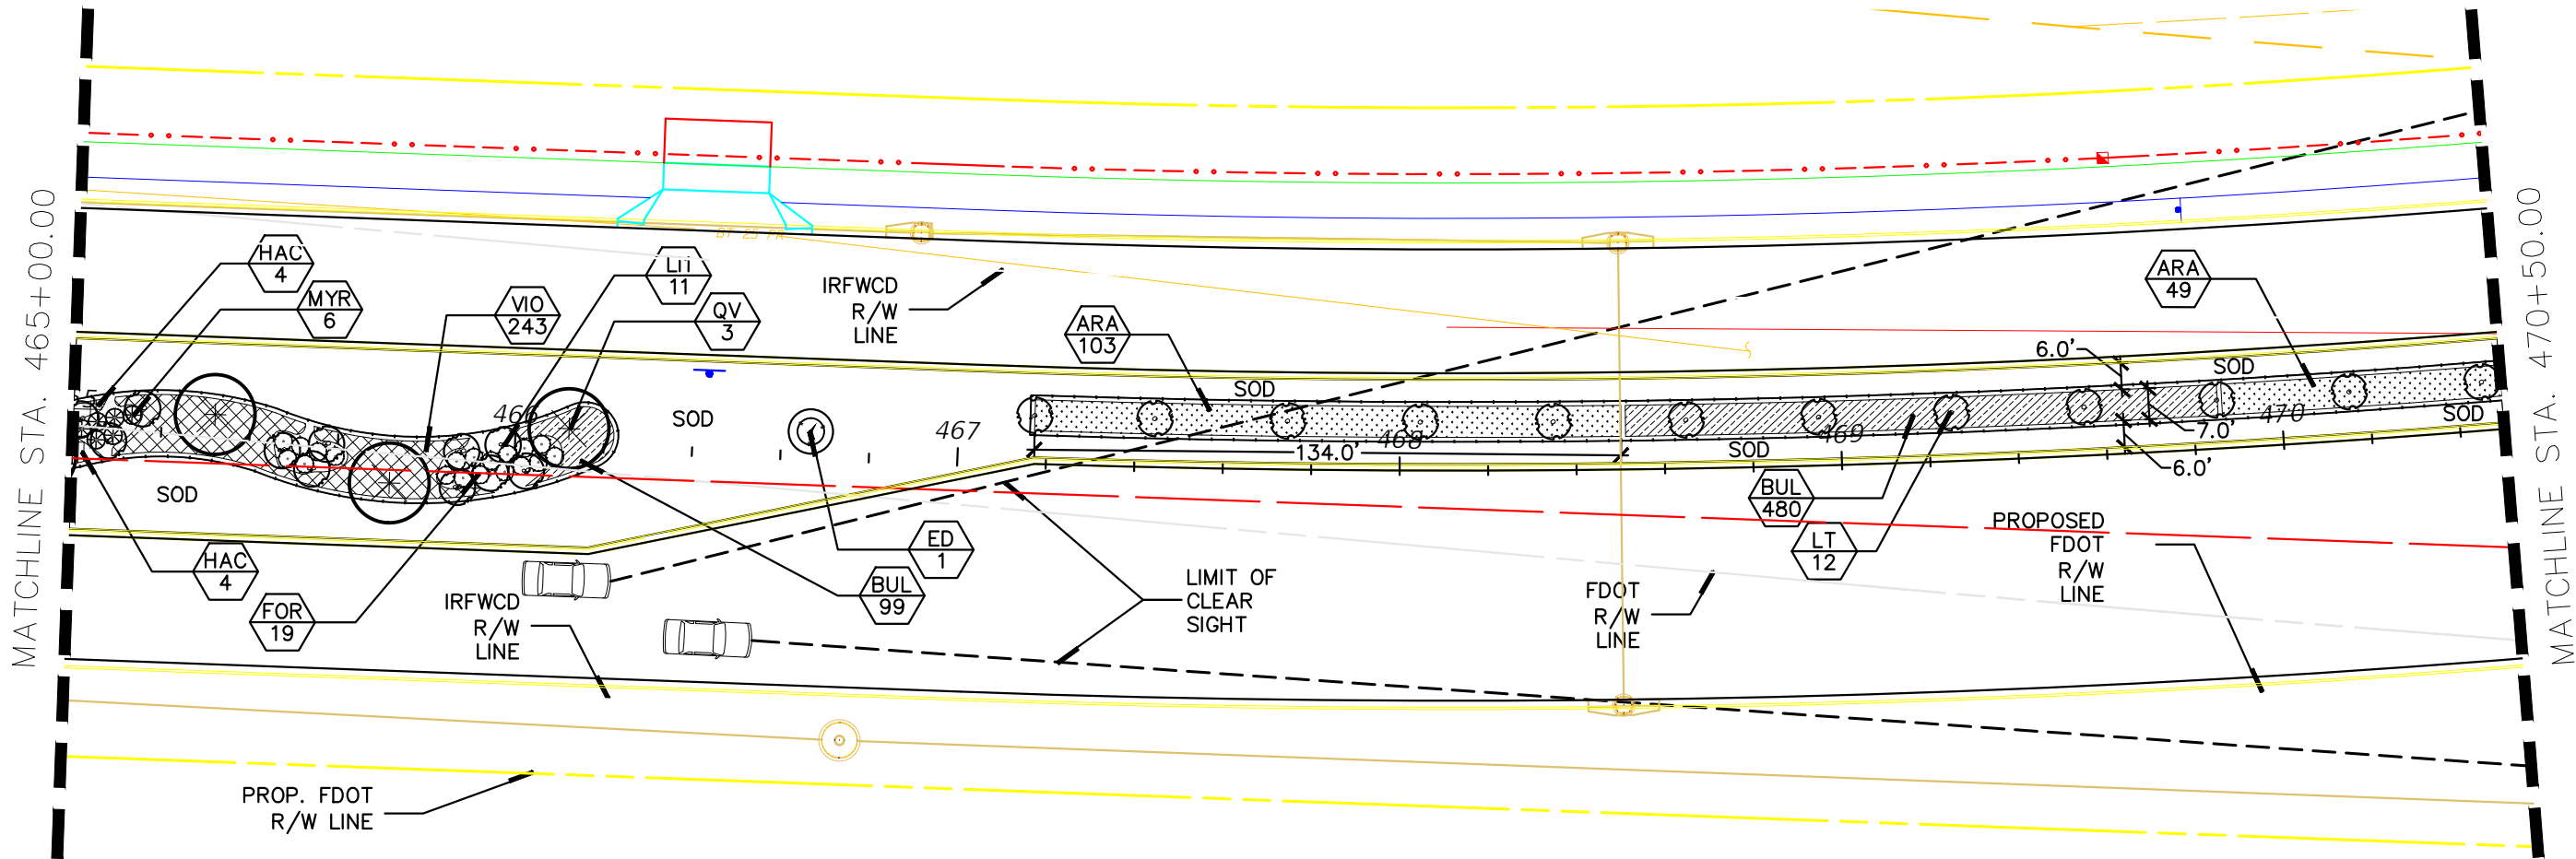 MATCHLINE STA. 465+00.00
HAC
4
MYR
6
VIO
243
11
QV
3
IRFWCD
R/W
LINE
ARA
103
ARA
49
MATCHLINE STA. 470+50.00
6.0'
SOD
SOD
SOD
467
468
469
470
SOD
134.0'
SOD
7.0'
6.0'
SOD
HAC
4
FOR
19
IRFWCD
R/W
LINE
BUL
99
ED
1
LIMIT OF
CLEAR
SIGHT
BUL
480
LT
12
FDOT
R/W
LINE
PROPOSED
FDOT
R/W
LINE
PROP. FDOT
R/W LINE